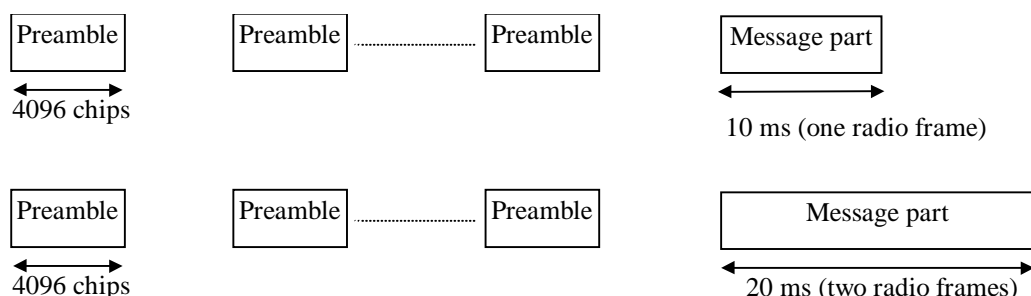 Preamble Preamble Preamble Message part
4096 chips
10 ms (one radio frame)
Preamble Preamble Preamble Message part
4096 chips 20 ms (two radio frames)